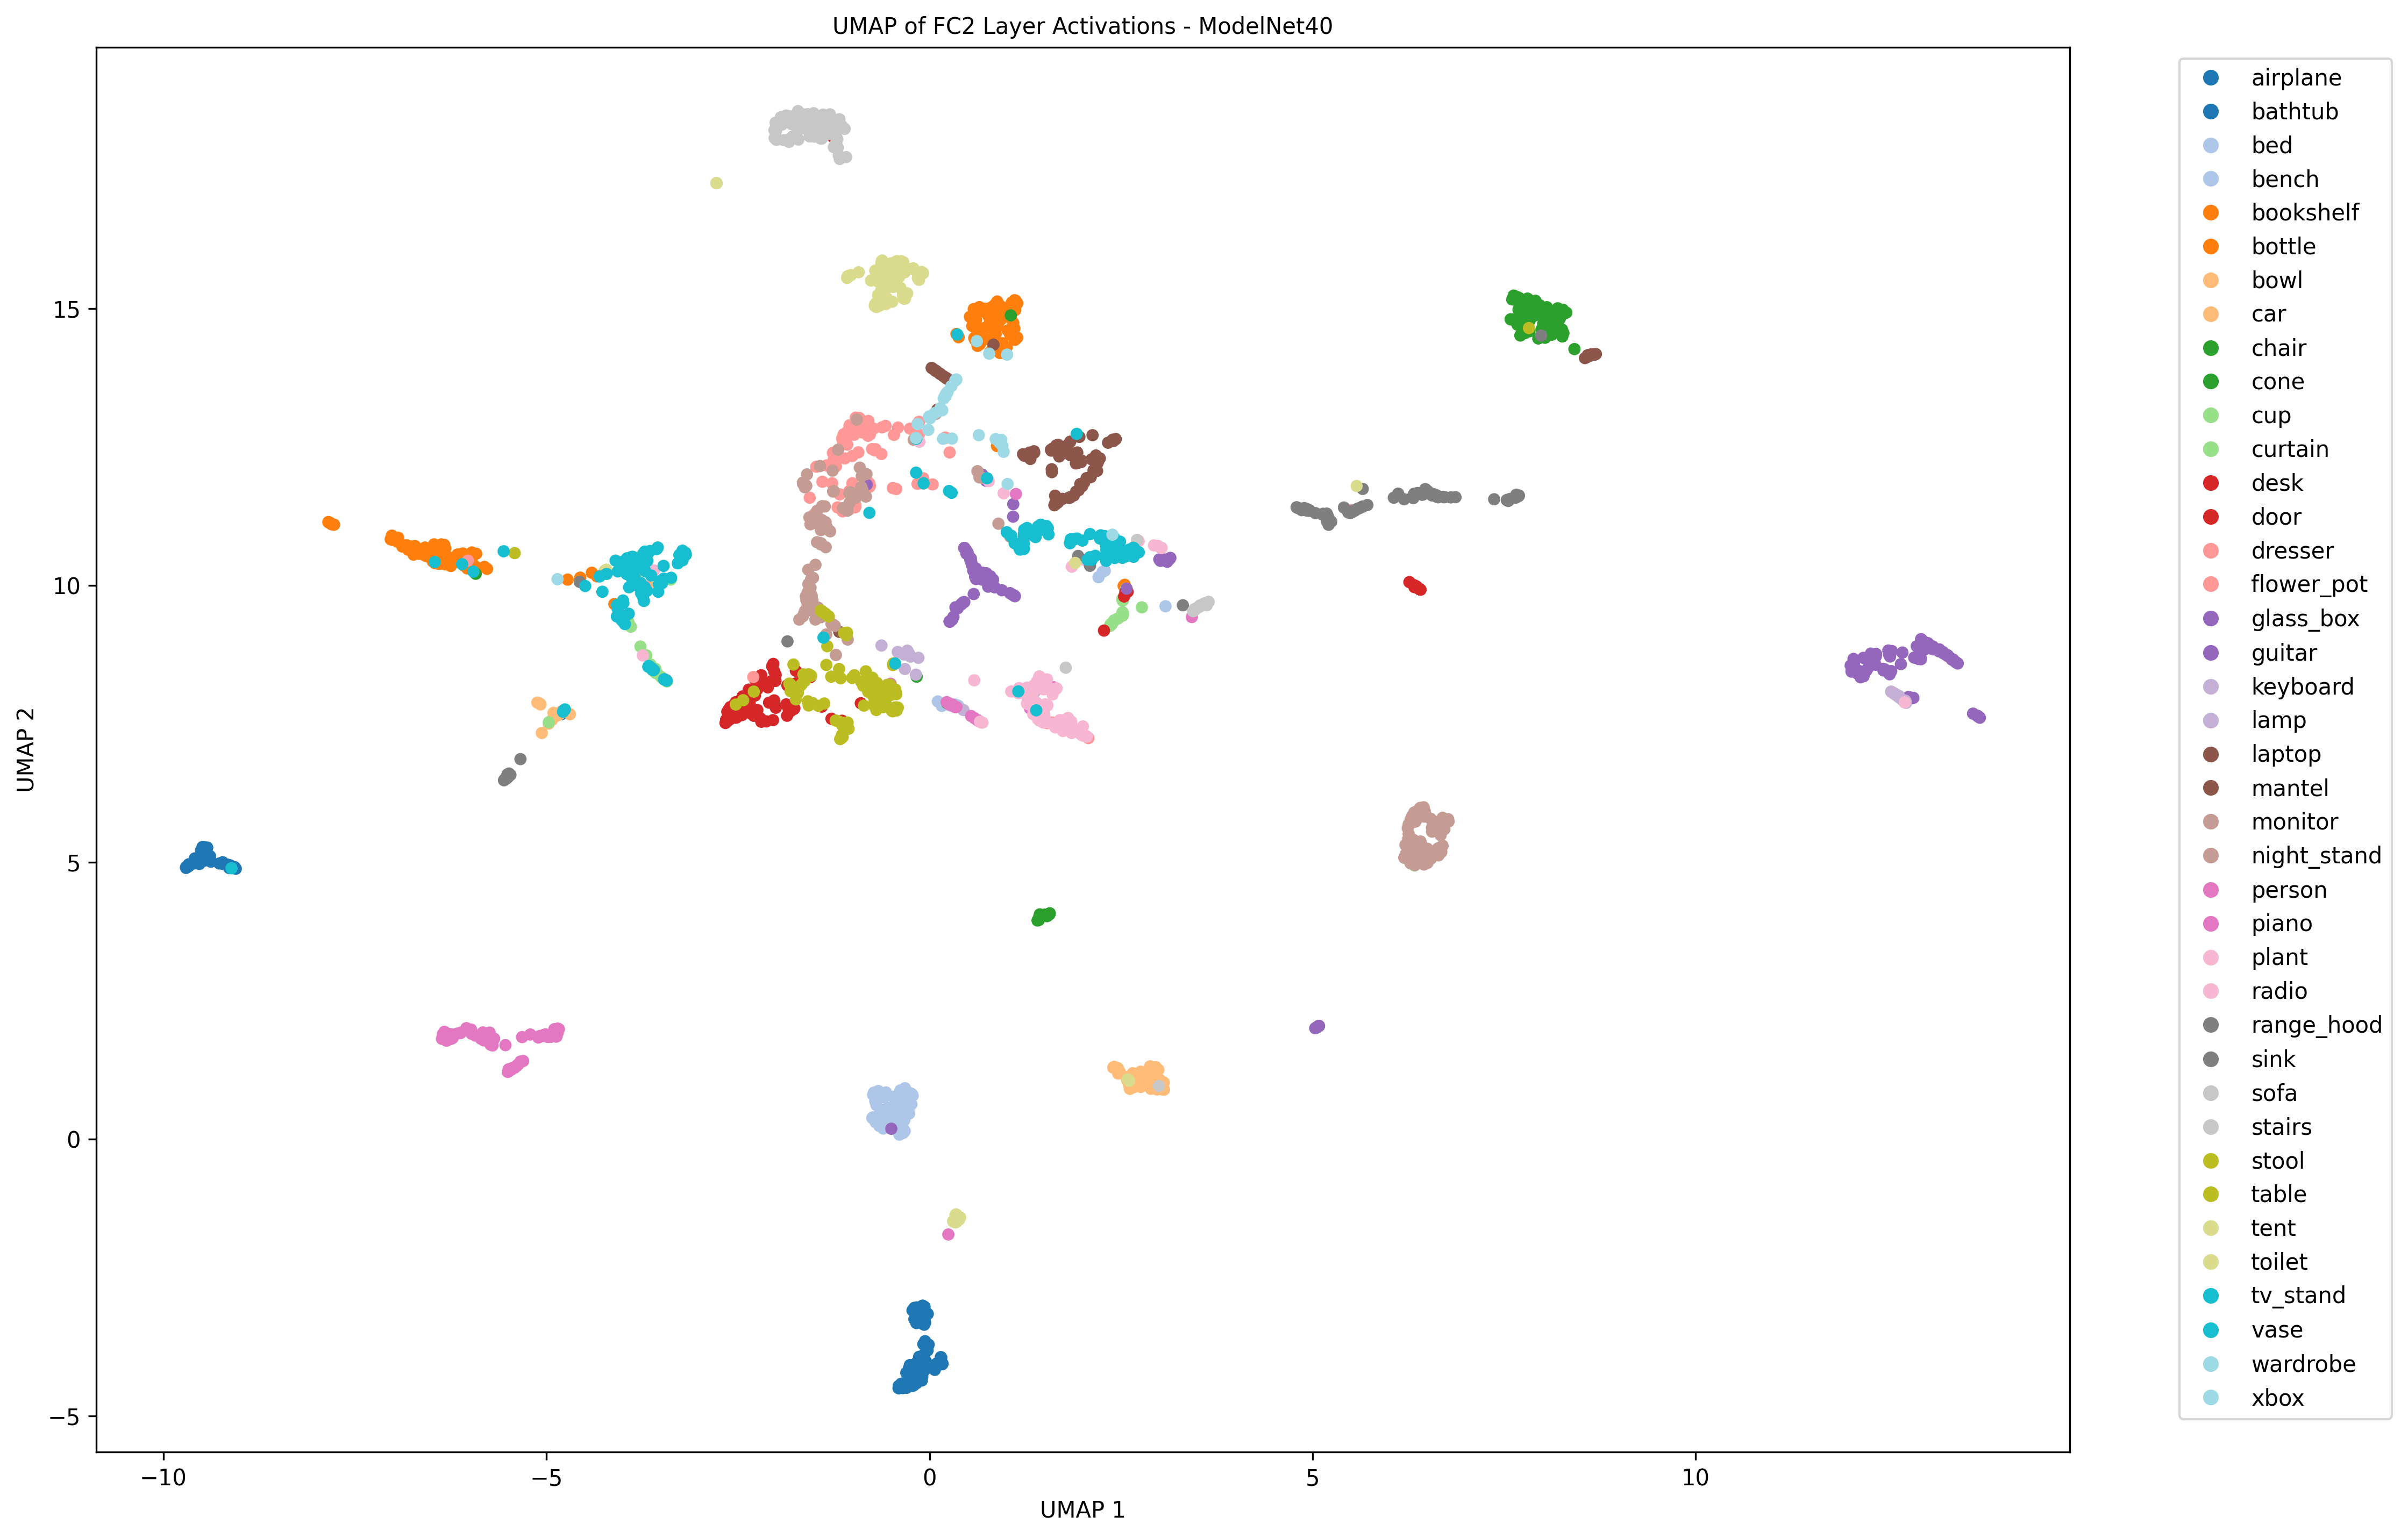 UMAP of FC2 Layer Activations - ModelNet40
UMAP 2
15
10
5
0
−5
−10
−5
0
5
10
UMAP 1
airplane
bathtub
bed
bench
bookshelf
bottle
bowl
car
chair
cone
cup
curtain
desk
door
dresser
flower_pot
glass_box
guitar
keyboard
lamp
laptop
mantel
monitor
night_stand
person
piano
plant
radio
range_hood
sink
sofa
stairs
stool
table
tent
toilet
tv_stand
vase
wardrobe
xbox